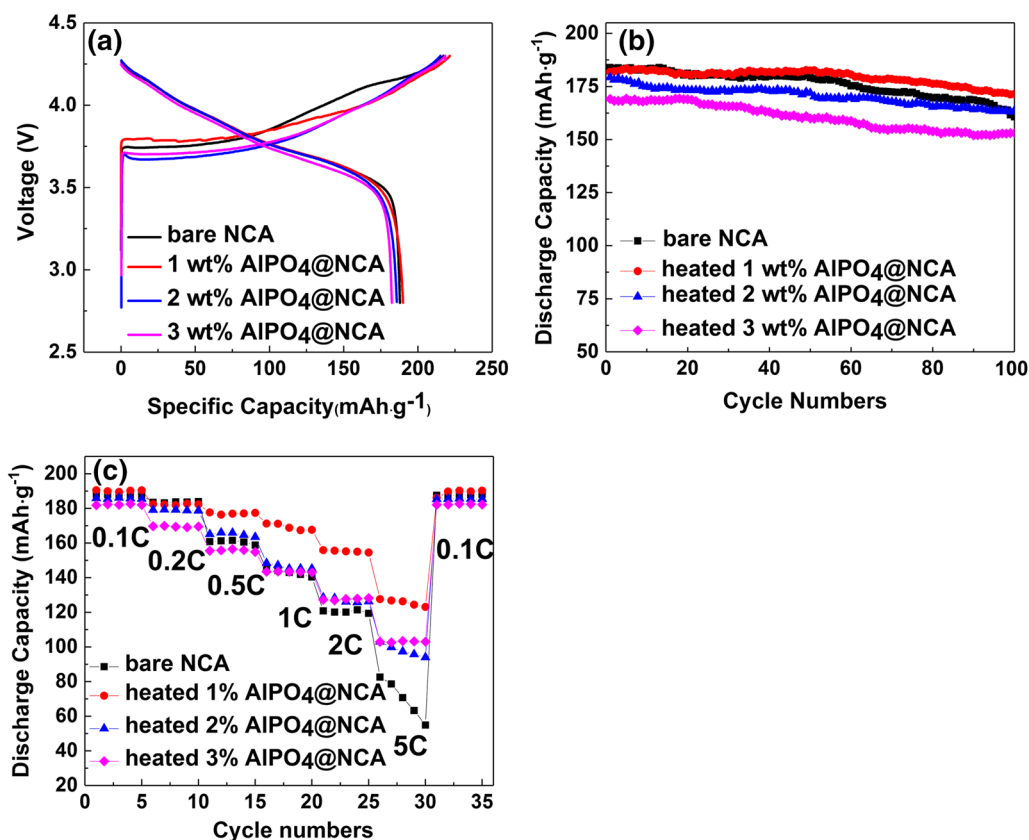 (a)
4.5
4.0
3.5
3.0
2.5
Voltage (V)
bare NCA
1 wt% AlPO4@NCA
2 wt% AlPO4@NCA
3 wt% AlPO4@NCA
0 50 100 150 200 250
Specific Capacity(mAh·g-1)
(b)
200
175
150
125
100
75
50
Discharge Capacity (mAh·g-1)
bare NCA
heated 1 wt% AlPO4@NCA
heated 2 wt% AlPO4@NCA
heated 3 wt% AlPO4@NCA
0 20 40 60 80 100
Cycle Numbers
(c)
200
180
160
140
120
100
80
60
40
20
Discharge Capacity (mAh·g-1)
0.1C
0.2C
0.5C
1C
2C
5C
0.1C
bare NCA
heated 1% AlPO4@NCA
heated 2% AlPO4@NCA
heated 3% AlPO4@NCA
0 5 10 15 20 25 30 35
Cycle numbers